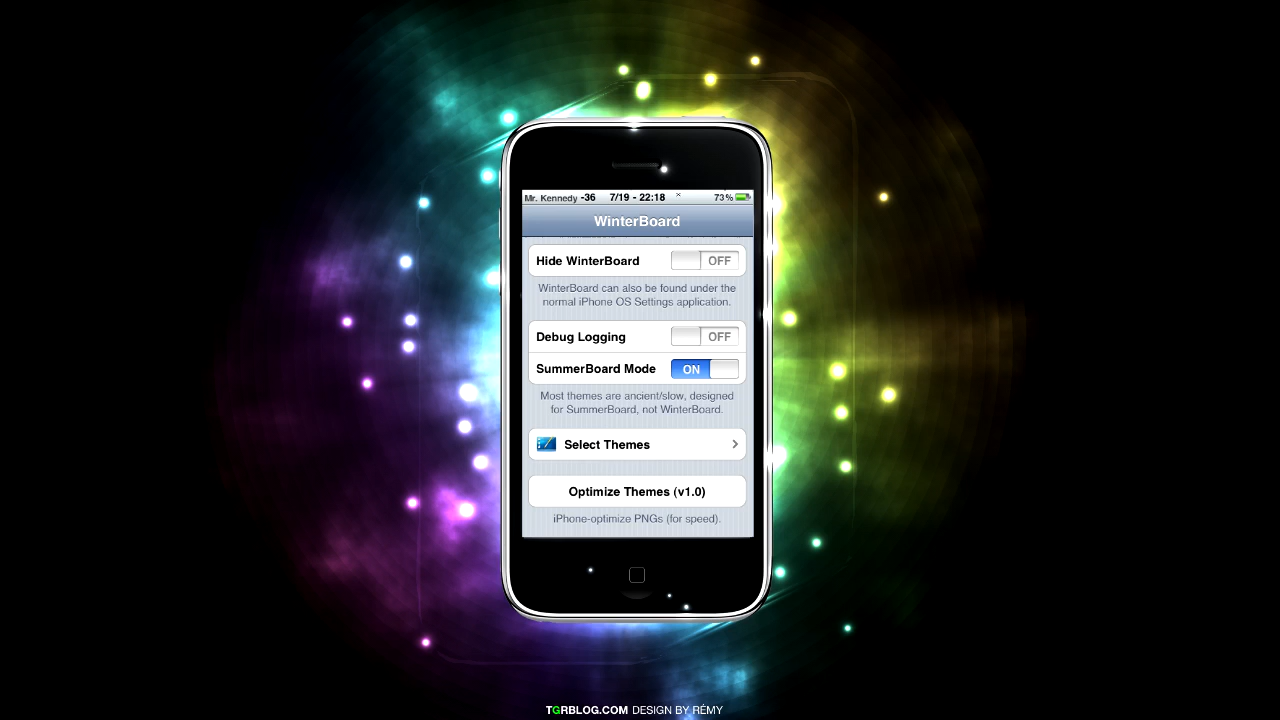 Mr. Kennedy -36 7/19 - 22:18 73%
WinterBoard
Hide WinterBoard OFF
WinterBoard can also be found under the
normal iPhone OS Settings application.
Debug Logging OFF
SummerBoard Mode ON
Most themes are ancient/slow, designed
for SummerBoard, not WinterBoard.
Select Themes
Optimize Themes (v1.0)
iPhone-optimize PNGs (for speed).
TGRBLOG.COM DESIGN BY RÉMY